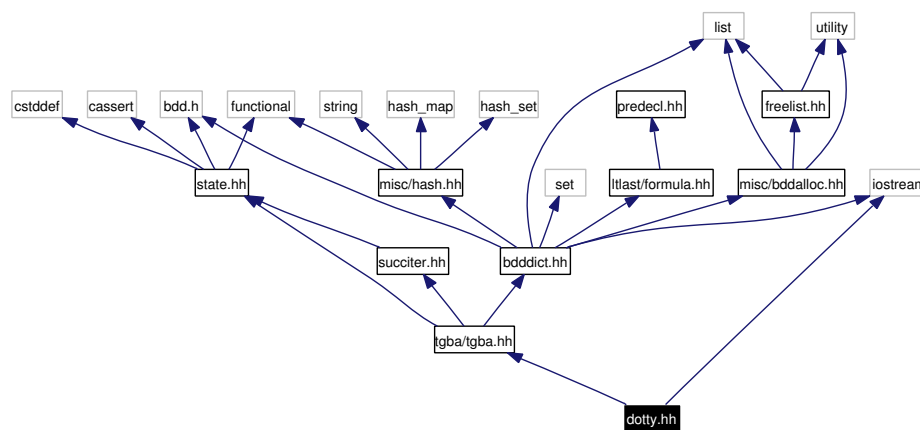 list
utility
cstddef
cassert
bdd.h
functional
string
hash_map
hash_set
predecl.hh
freelist.hh
state.hh
misc/hash.hh
set
ltlast/formula.hh
misc/bddalloc.hh
iostream
succiter.hh
bdddict.hh
tgba/tgba.hh
dotty.hh